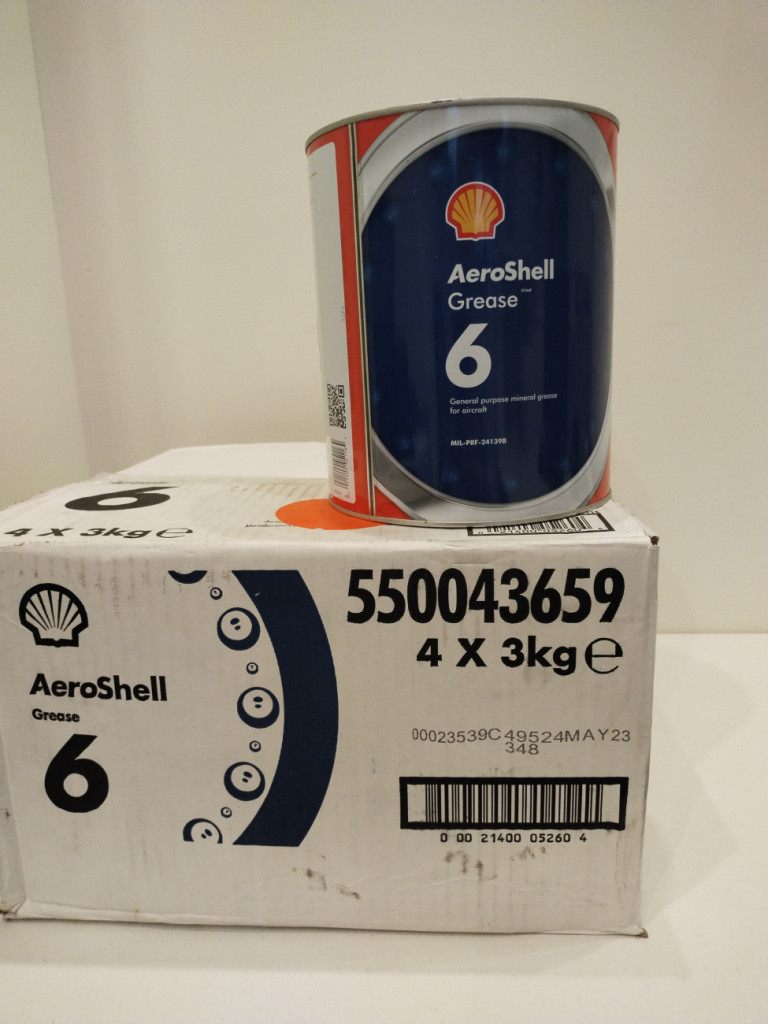 AeroShell
Grease
6
General purpose mineral grease
for aircraft
MIL-PRF-24139B
6
4 X 3kg e
550043659
4 X 3kg e
AeroShell
Grease
6
00023539C49524MAY23
348
0 00 21400 05260 4